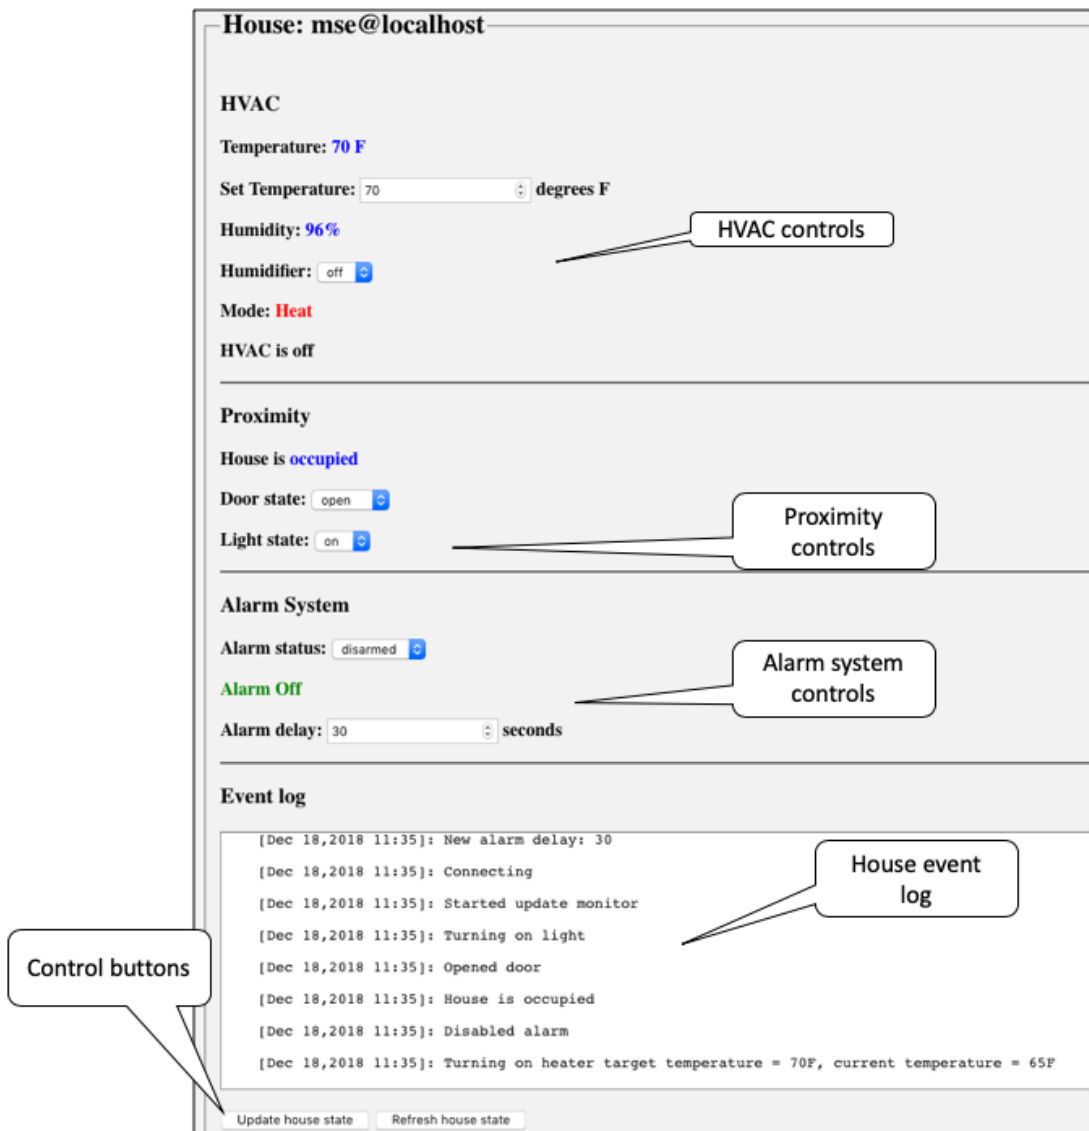 House: mse@localhost
HVAC
Temperature: 70 F
Set Temperature: 70 degrees F
Humidity: 96%
HVAC controls
Humidifier: off
Mode: Heat
HVAC is off
Proximity
House is occupied
Door state: open
Proximity
controls
Light state: on
Alarm System
Alarm status: disarmed
Alarm system
controls
Alarm Off
Alarm delay: 30 seconds
Event log
[Dec 18,2018 11:35]: New alarm delay: 30
[Dec 18,2018 11:35]: Connecting
[Dec 18,2018 11:35]: Started update monitor
[Dec 18,2018 11:35]: Turning on light
[Dec 18,2018 11:35]: Opened door
[Dec 18,2018 11:35]: House is occupied
[Dec 18,2018 11:35]: Disabled alarm
[Dec 18,2018 11:35]: Turning on heater target temperature = 70F, current temperature = 65F
House event
log
Control buttons
Update house state
Refresh house state